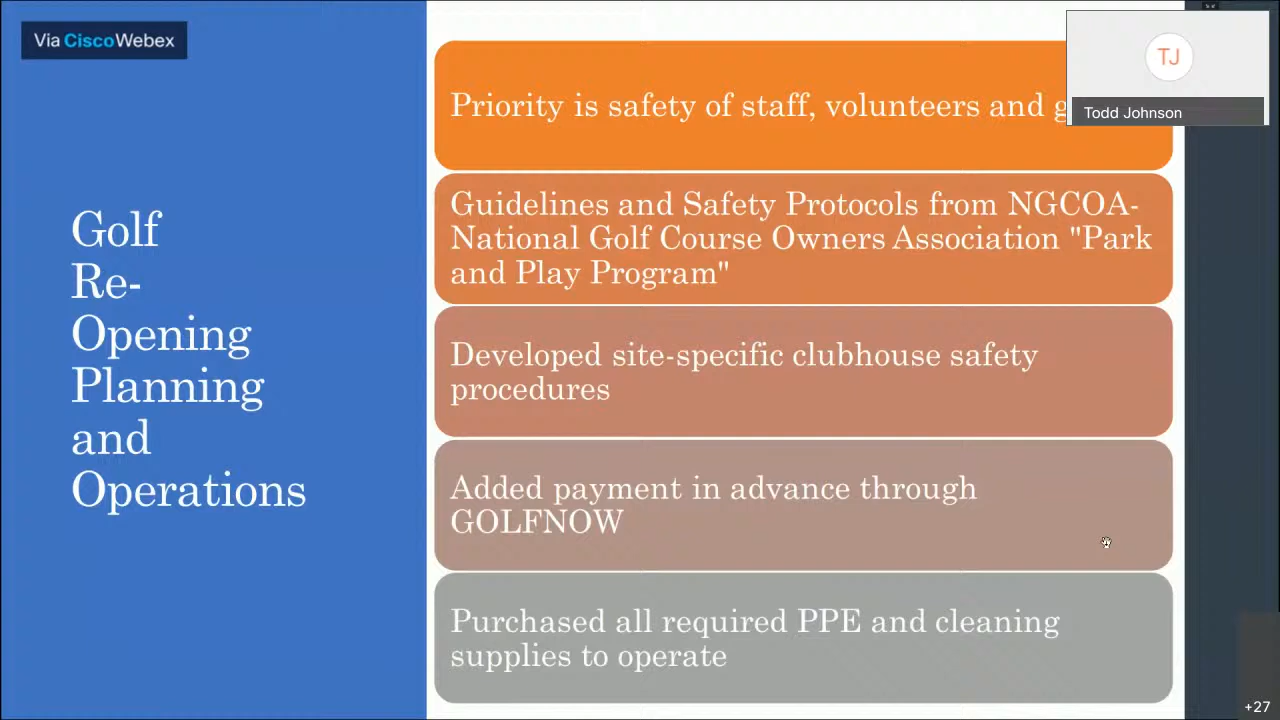 Via CiscoWebex
Golf
Re-
Opening
Planning
and
Operations
Priority is safety of staff, volunteers and
Guidelines and Safety Protocols from NGCOA-
National Golf Course Owners Association "Park
and Play Program"
Developed site-specific clubhouse safety
procedures
Added payment in advance through
GOLFNOW
Purchased all required PPE and cleaning
supplies to operate
TJ
Todd Johnson
+27